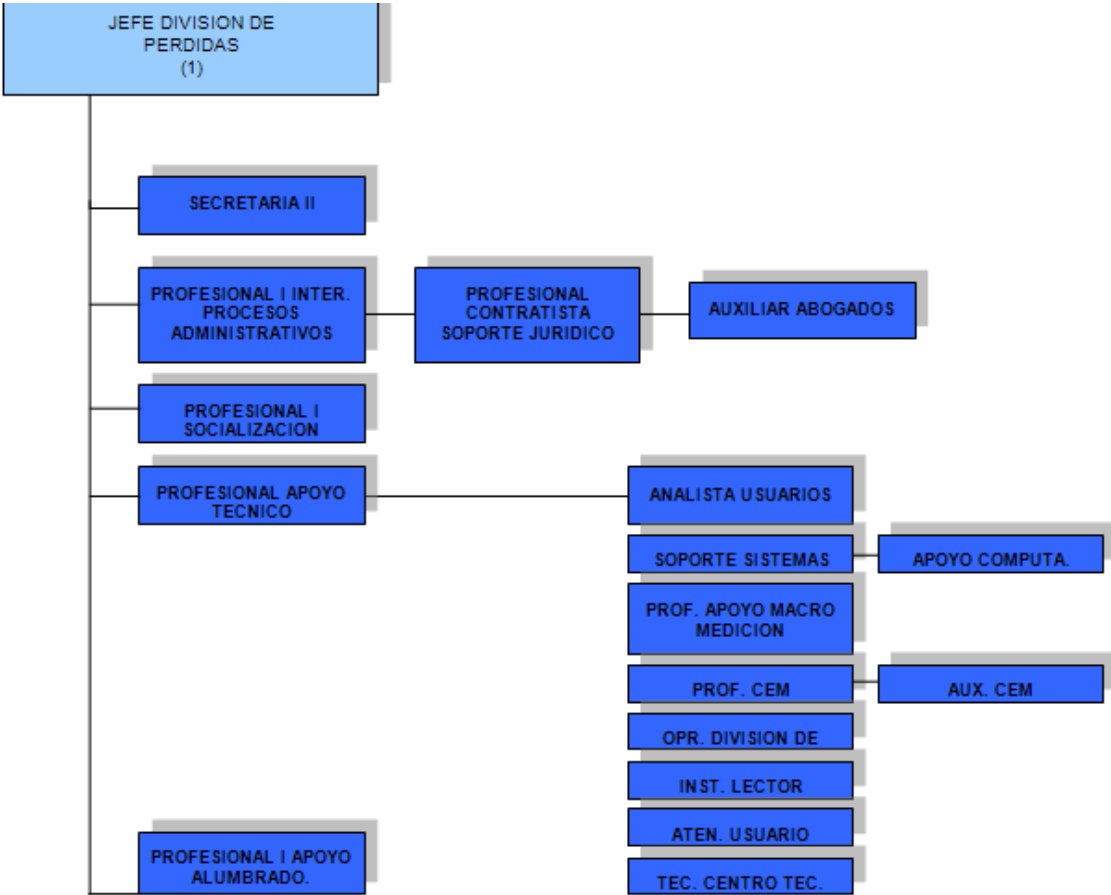 JEFE DIVISION DE
PERDIDAS
(1)
SECRETARIA II
PROFESIONAL I INTER.
PROCESOS
ADMINISTRATIVOS
PROFESIONAL
CONTRATISTA
SOPORTE JURIDICO
AUXILIAR ABOGADOS
PROFESIONAL I
SOCIALIZACION
PROFESIONAL APOYO
TECNICO
ANALISTA USUARIOS
SOPORTE SISTEMAS
APOYO COMPUTA.
PROF. APOYO MACRO
MEDICION
PROF. CEM
AUX. CEM
OPR. DIVISION DE
INST. LECTOR
ATEN. USUARIO
TEC. CENTRO TEC.
PROFESIONAL I APOYO
ALUMBRADO.